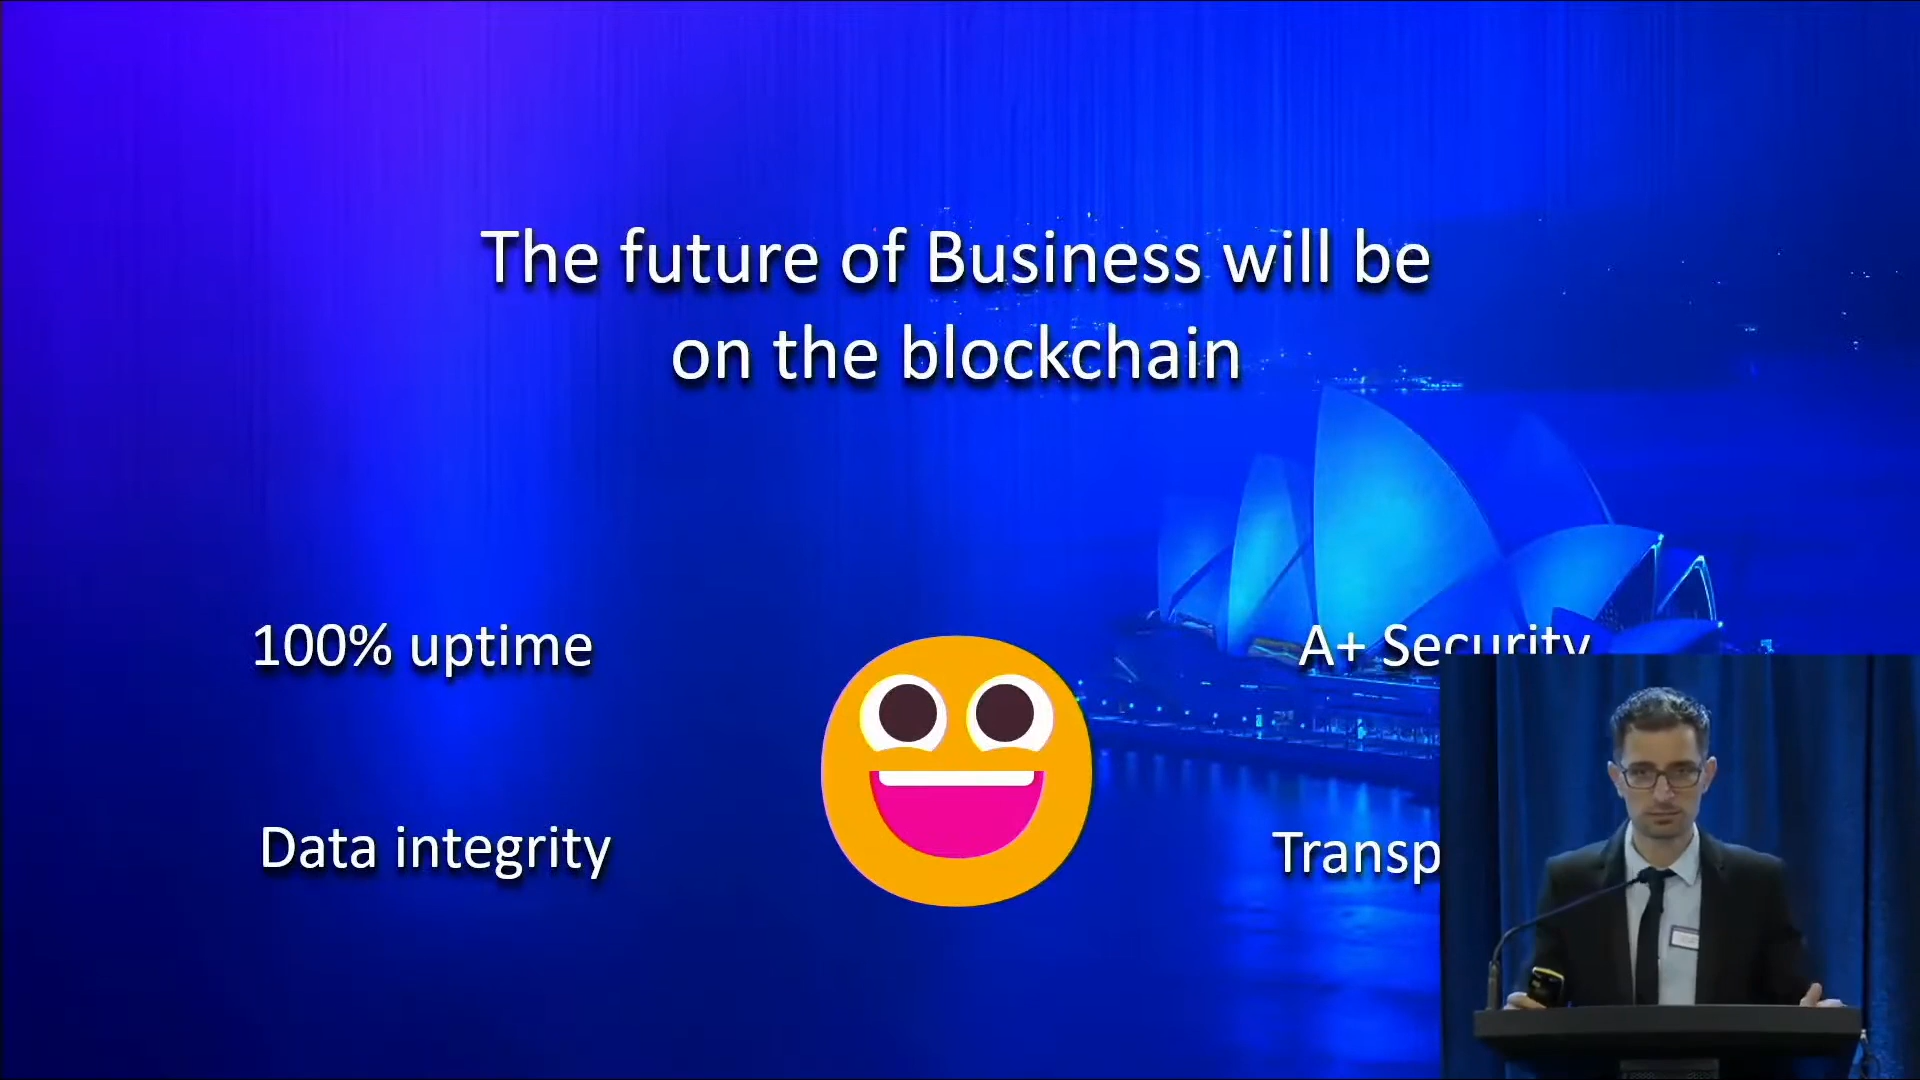 The future of Business will be
on the blockchain
100% uptime
A+ Security
Data integrity
Transp